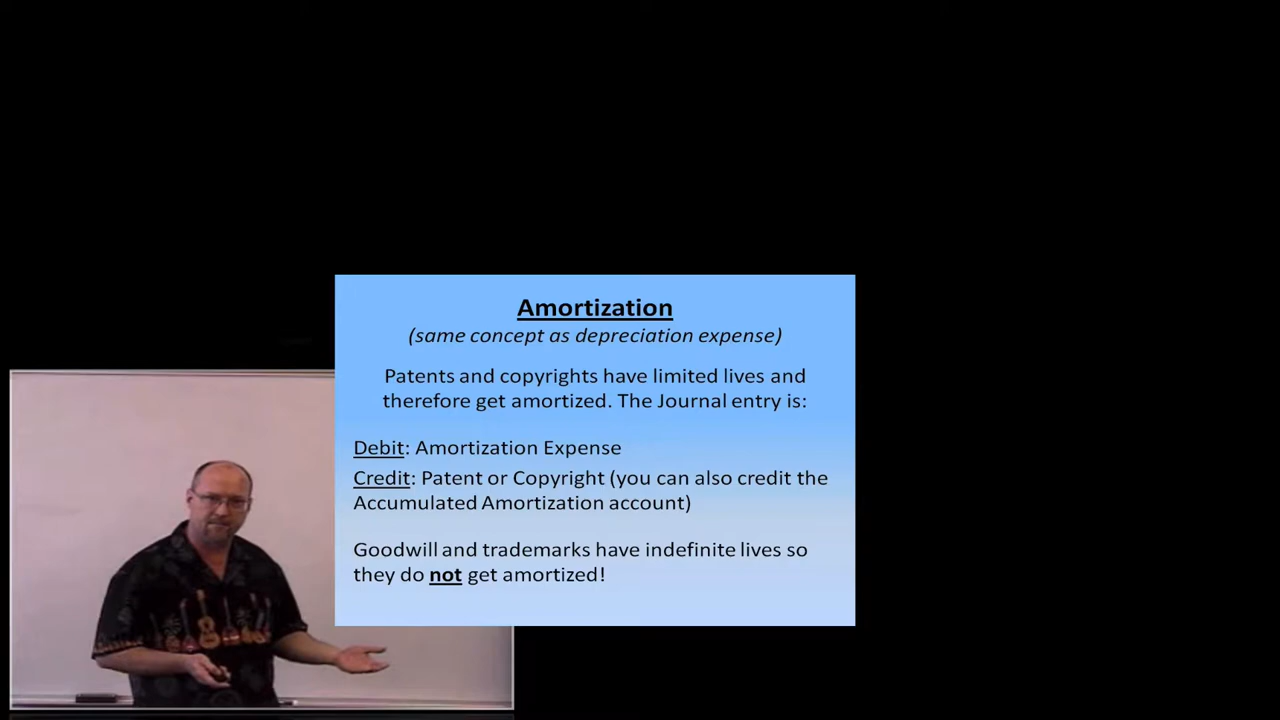 Amortization
(same concept as depreciation expense)
Patents and copyrights have limited lives and
therefore get amortized. The Journal entry is:
Debit: Amortization Expense
Credit: Patent or Copyright (you can also credit the
Accumulated Amortization account)
Goodwill and trademarks have indefinite lives so
they do not get amortized!